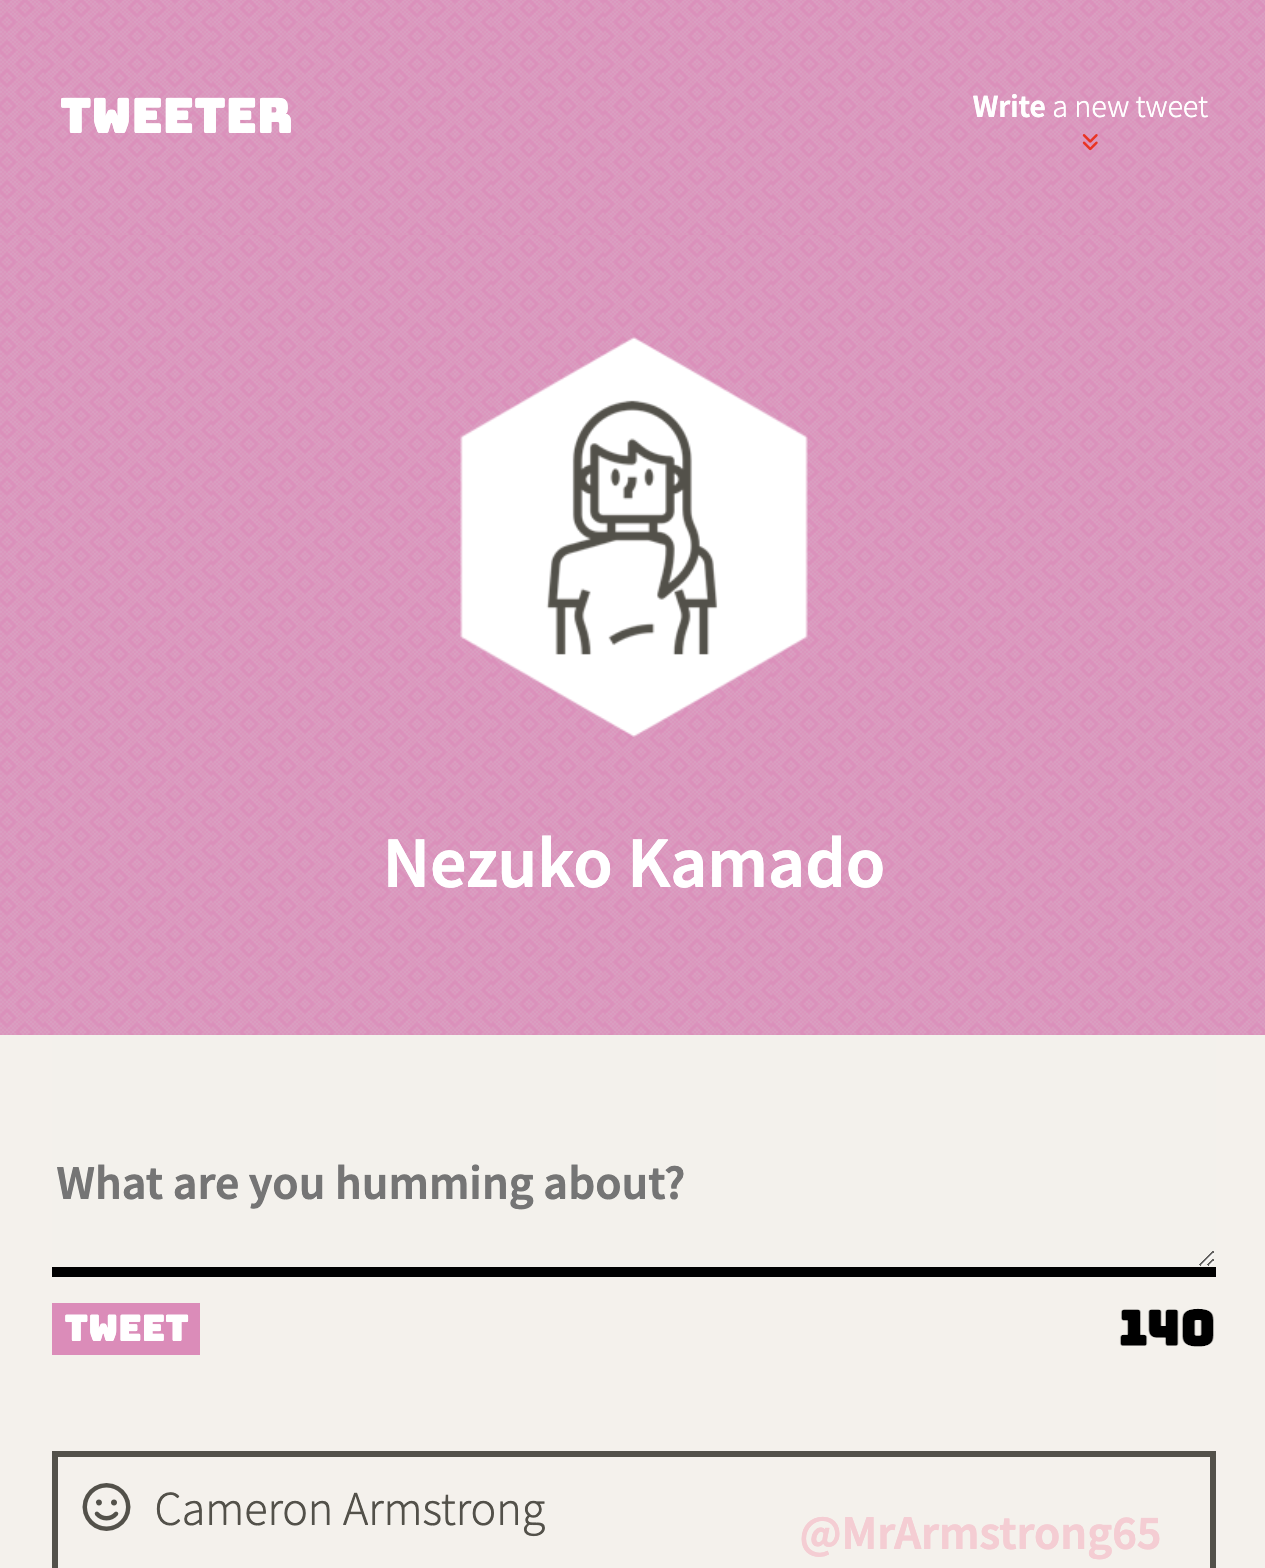 TWEETER
Write a new tweet
Nezuko Kamado
What are you humming about?
TWEET
140
Cameron Armstrong
@MrArmstrong65